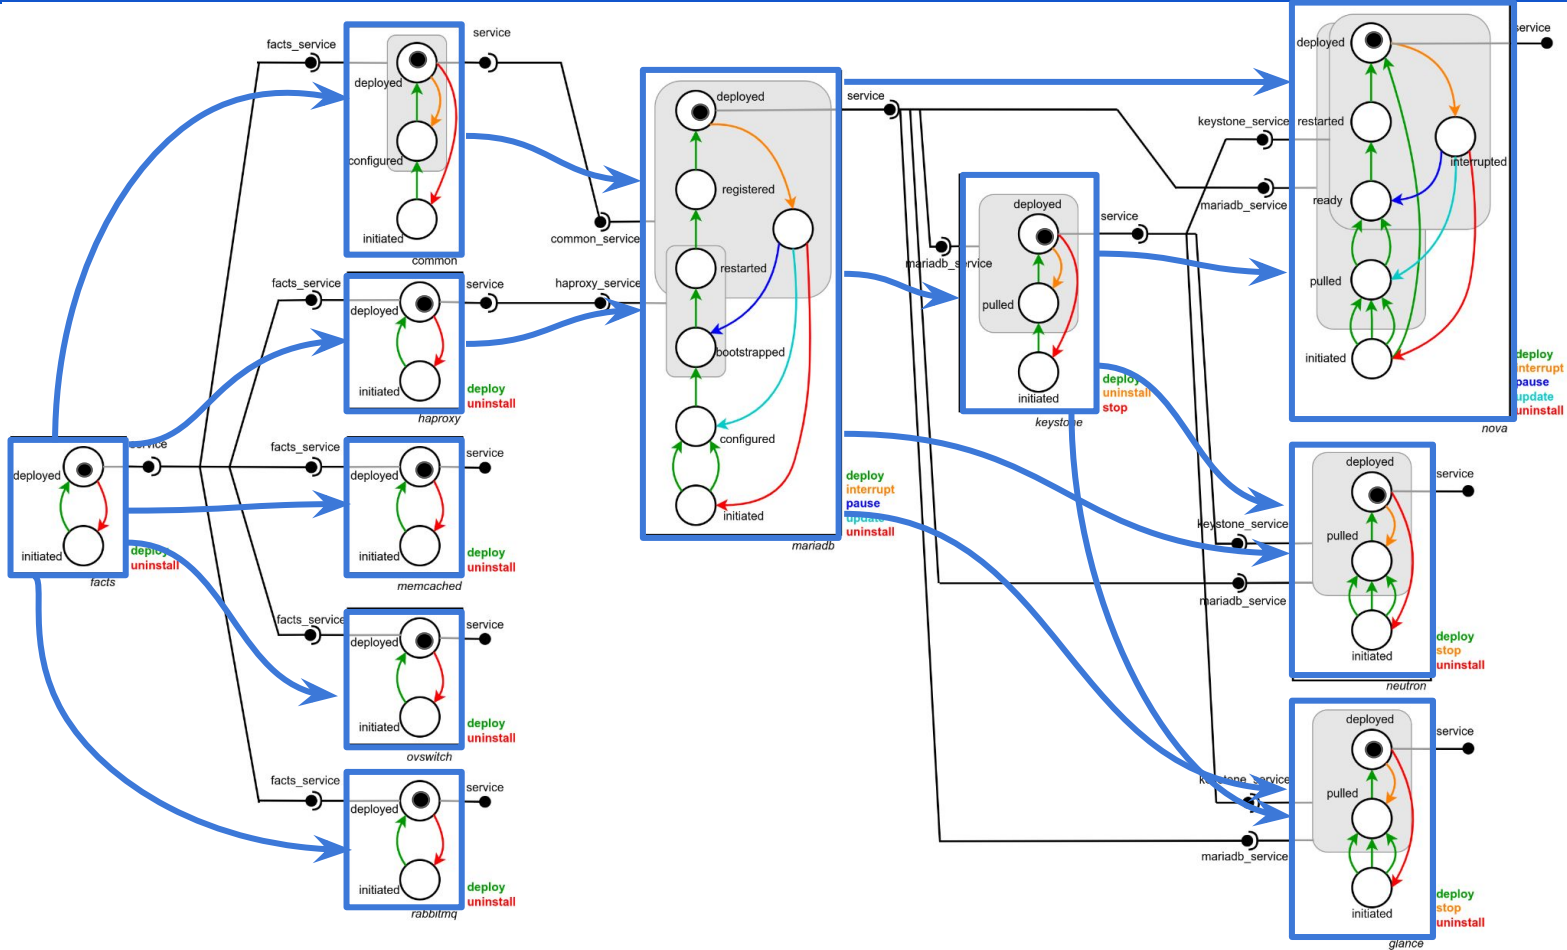 facts_service
deployed
configured
initiated
service
common
facts_service
deployed
initiated
service
deploy
uninstall
haproxy
deployed
initiated
service
deploy
uninstall
facts
facts_service
deployed
initiated
service
deploy
uninstall
memcached
facts_service
deployed
initiated
service
deploy
uninstall
ovswitch
facts_service
deployed
initiated
service
deploy
uninstall
rabbitmq
common_service
haproxy_service
deployed
registered
restarted
bootstrapped
configured
initiated
service
deploy
interrupt
pause
update
uninstall
mariadb
mariadb_service
deployed
pulled
initiated
service
deploy
uninstall
stop
keystone
keystone_service
mariadb_service
deployed
restarted
interrupted
ready
pulled
initiated
service
deploy
interrupt
pause
update
uninstall
nova
keystone_service
mariadb_service
deployed
pulled
initiated
service
deploy
stop
uninstall
neutron
keystone_service
mariadb_service
deployed
pulled
initiated
service
deploy
stop
uninstall
glance